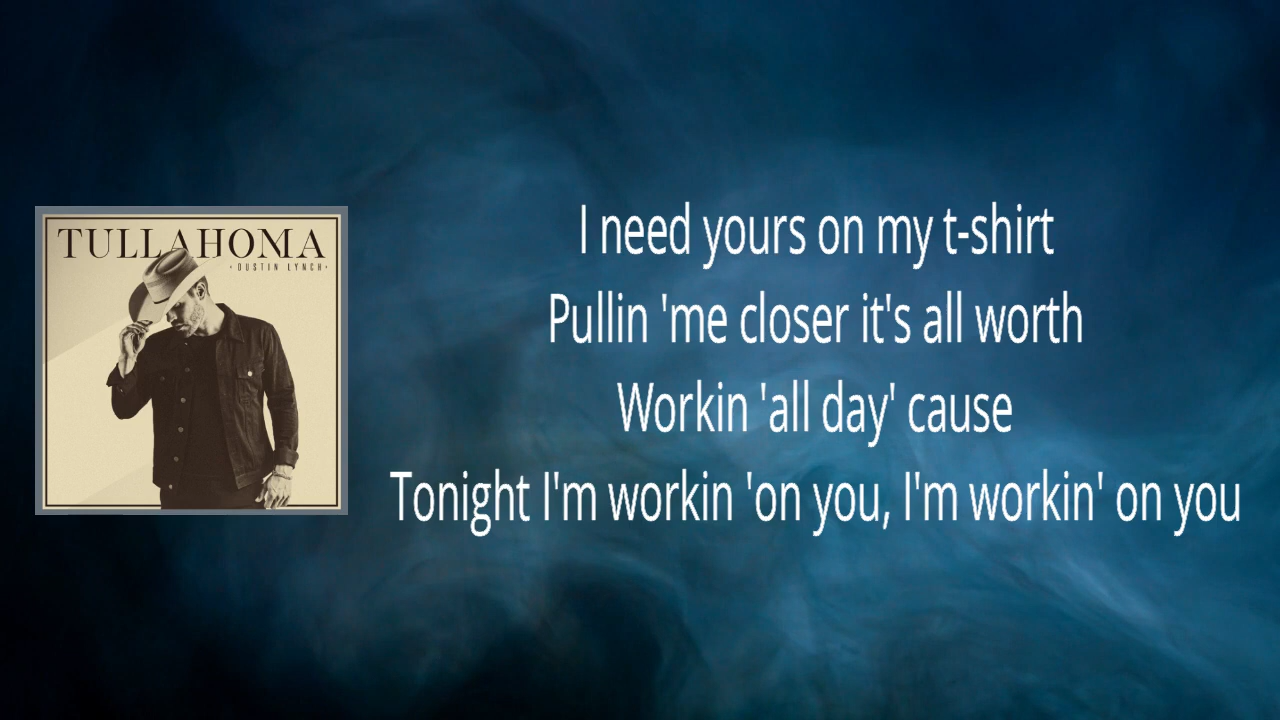 TULLAHOMA
• DUSTIN LYNCH •
I need yours on my t-shirt
Pullin 'me closer it's all worth
Workin 'all day' cause
Tonight I'm workin 'on you, I'm workin' on you